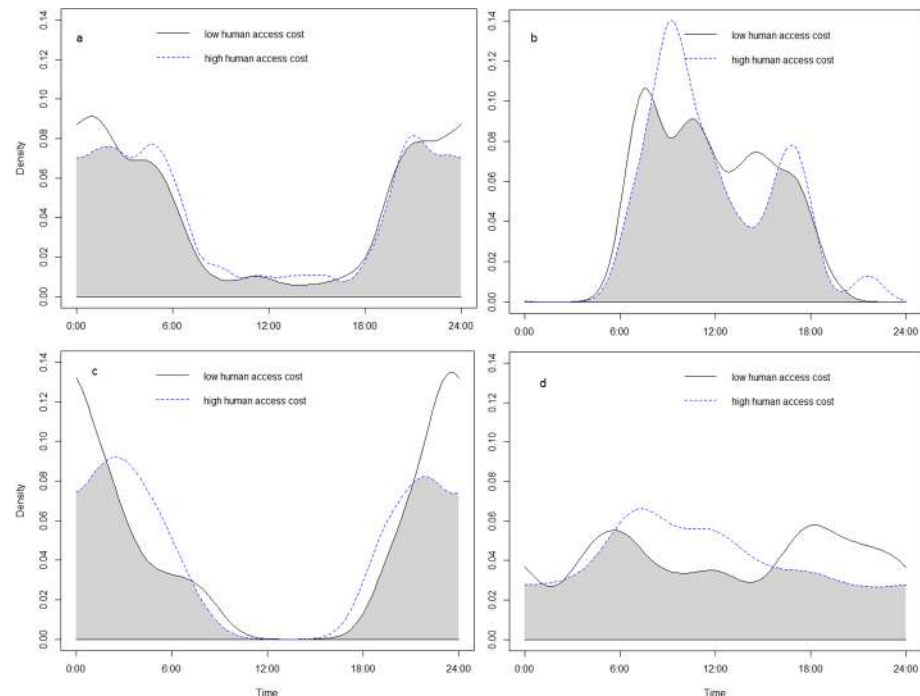 a
low human access cost
high human access cost
Density
0.00 0.02 0.04 0.06 0.08 0.10 0.12 0.14
0:00 6:00 12:00 18:00 24:00
b
low human access cost
high human access cost
0.00 0.02 0.04 0.06 0.08 0.10 0.12 0.14
0:00 6:00 12:00 18:00 24:00
c
low human access cost
high human access cost
Density
0.00 0.02 0.04 0.06 0.08 0.10 0.12 0.14
0:00 6:00 12:00 18:00 24:00
Time
d
low human access cost
high human access cost
0.00 0.02 0.04 0.06 0.08 0.10 0.12 0.14
0:00 6:00 12:00 18:00 24:00
Time